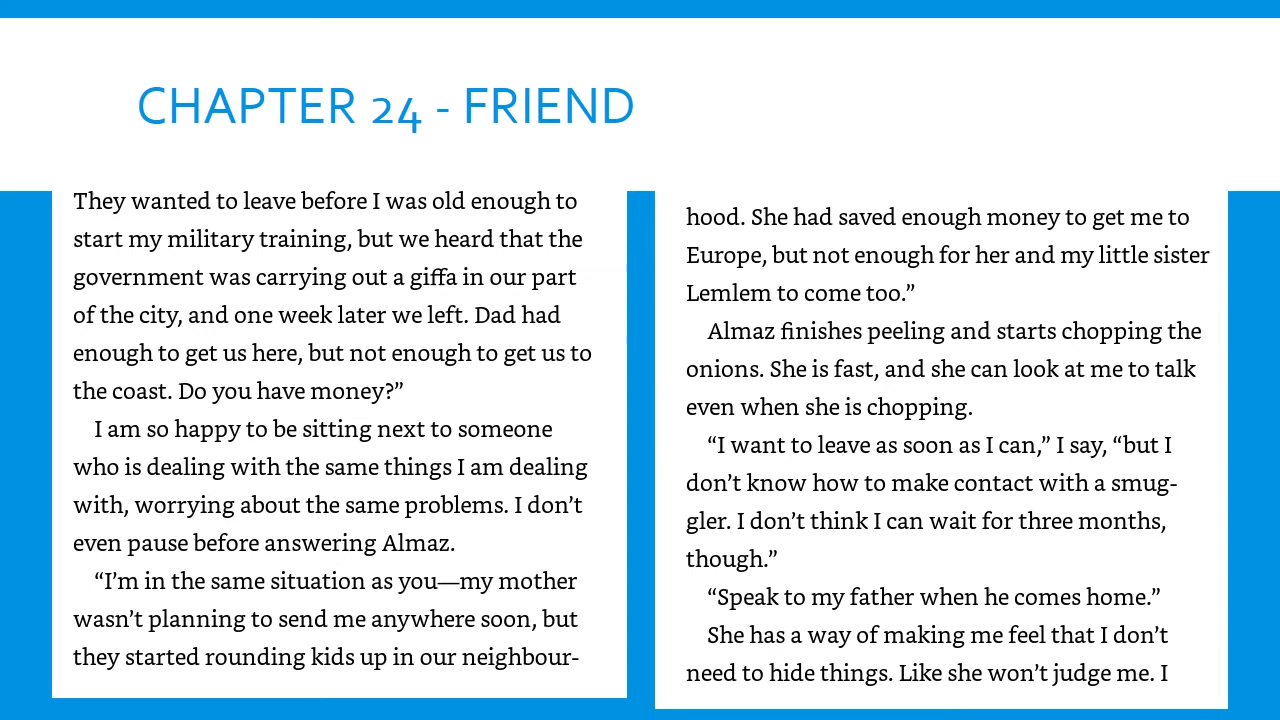 CHAPTER 24 - FRIEND
They wanted to leave before I was old enough to
start my military training, but we heard that the
government was carrying out a giffa in our part
of the city, and one week later we left. Dad had
enough to get us here, but not enough to get us to
the coast. Do you have money?”
I am so happy to be sitting next to someone
who is dealing with the same things I am dealing
with, worrying about the same problems. I don’t
even pause before answering Almaz.
“I’m in the same situation as you—my mother
wasn’t planning to send me anywhere soon, but
they started rounding kids up in our neighbour-
hood. She had saved enough money to get me to
Europe, but not enough for her and my little sister
Lemlem to come too.”
Almaz finishes peeling and starts chopping the
onions. She is fast, and she can look at me to talk
even when she is chopping.
“I want to leave as soon as I can,” I say, “but I
don’t know how to make contact with a smug-
gler. I don’t think I can wait for three months,
though.”
“Speak to my father when he comes home.”
She has a way of making me feel that I don’t
need to hide things. Like she won’t judge me. I